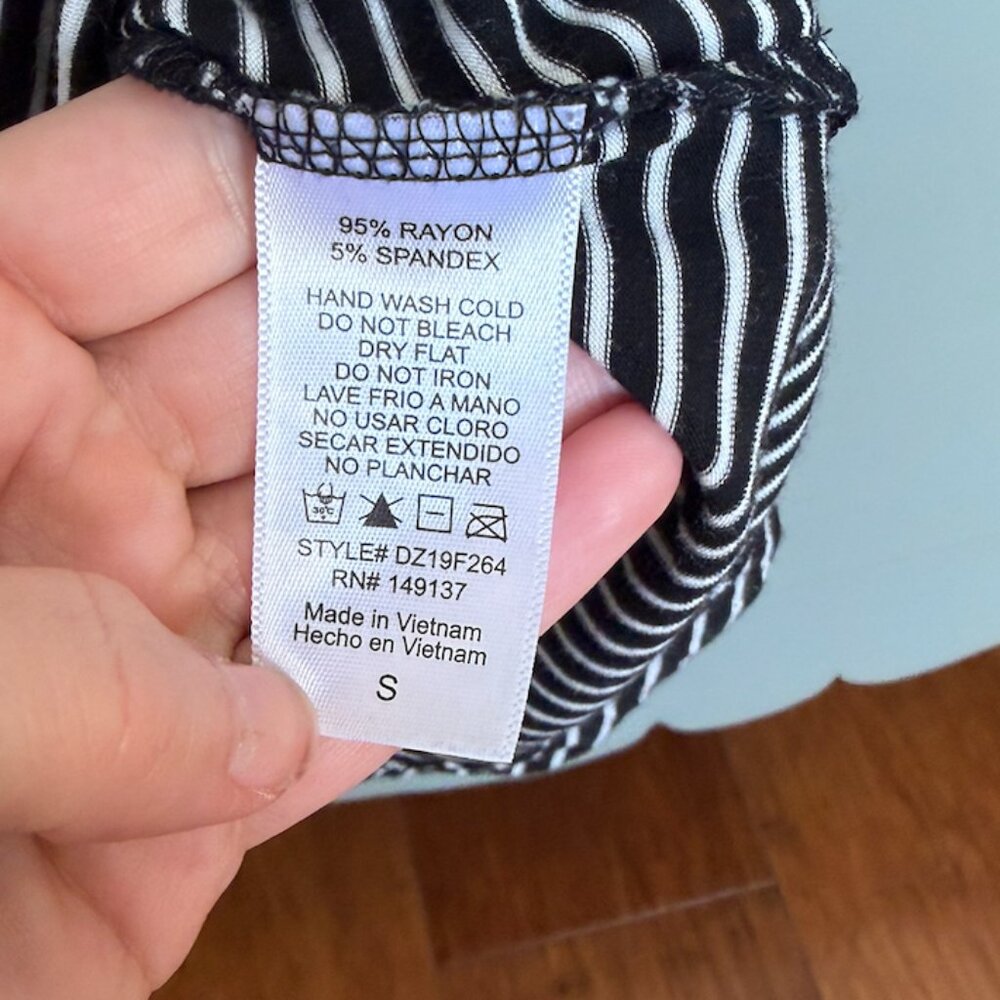 95% RAYON
5% SPANDEX
HAND WASH COLD
DO NOT BLEACH
DRY FLAT
DO NOT IRON
LAVE FRIO A MANO
NO USAR CLORO
SECAR EXTENDIDO
NO PLANCHAR
30°C
STYLE# DZ19F264
RN# 149137
Made in Vietnam
Hecho en Vietnam
S